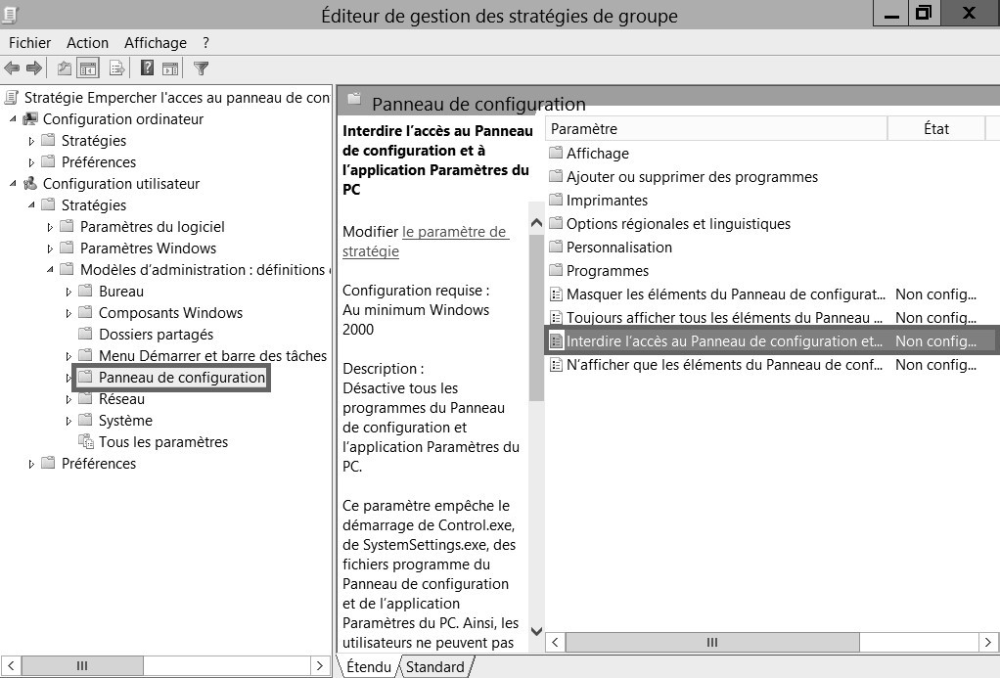 Éditeur de gestion des stratégies de groupe
X
Fichier Action Affichage ?
Stratégie Empercher l'acces au panneau de con
Configuration ordinateur
Stratégies
Préférences
Configuration utilisateur
Stratégies
Paramètres du logiciel
Paramètres Windows
Modèles d'administration : définitions
Bureau
Composants Windows
Dossiers partagés
Menu Démarrer et barre des tâches
Panneau de configuration
Réseau
Système
Tous les paramètres
Préférences
Panneau de configuration
Interdire l'accès au Panneau
de configuration et à
l'application Paramètres du
PC
Modifier le paramètre de
stratégie
Configuration requise :
Au minimum Windows
2000
Description :
Désactive tous les
programmes du Panneau
de configuration et
l'application Paramètres du
PC.
Ce paramètre empêche le
démarrage de Control.exe,
de SystemSettings.exe, des
fichiers programme du
Panneau de configuration
et de l'application
Paramètres du PC. Ainsi, les
utilisateurs ne peuvent pas
Paramètre État
Affichage
Ajouter ou supprimer des programmes
Imprimantes
Options régionales et linguistiques
Personnalisation
Programmes
Masquer les éléments du Panneau de configurat... Non config...
Toujours afficher tous les éléments du Panneau ... Non config...
Interdire l'accès au Panneau de configuration et... Non config...
N'afficher que les éléments du Panneau de conf... Non config...
Étendu Standard